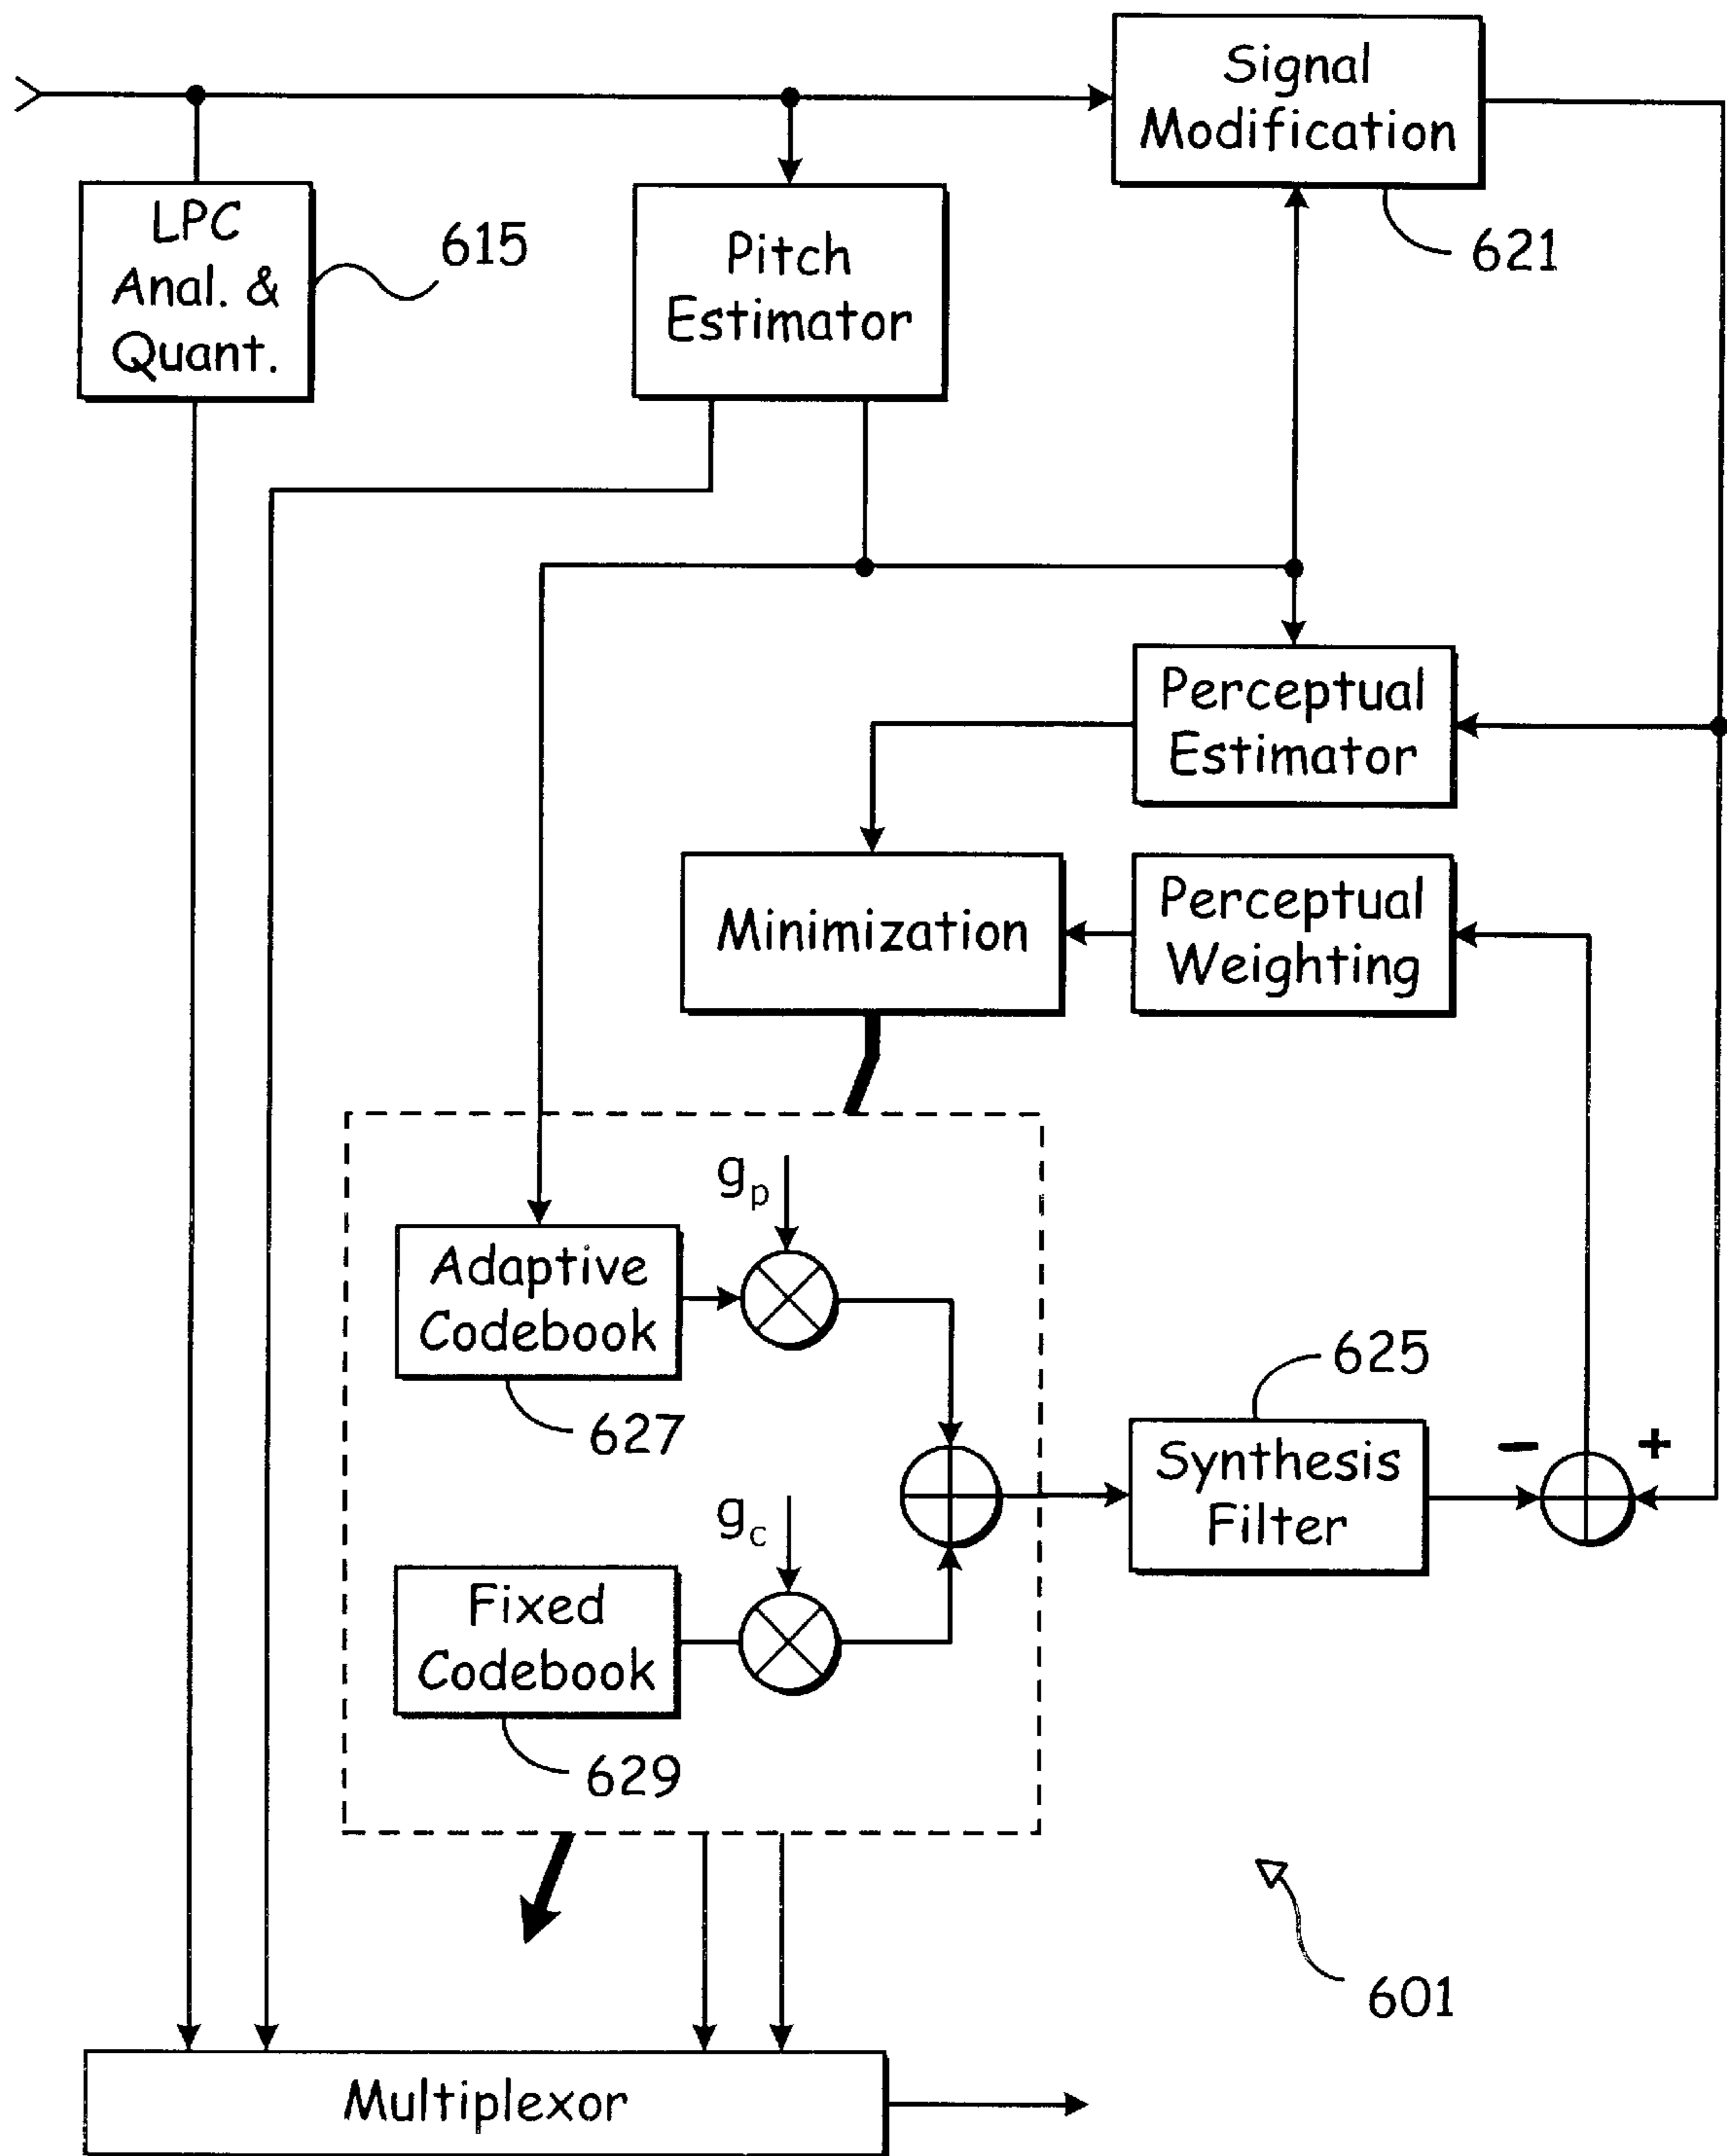 Signal
Modification
621
LPC
Anal. &
Quant.
615
Pitch
Estimator
Perceptual
Estimator
Minimization
Perceptual
Weighting
gp
Adaptive
Codebook
627
625
Synthesis
Filter
− +
gc
Fixed
Codebook
629
601
Multiplexor